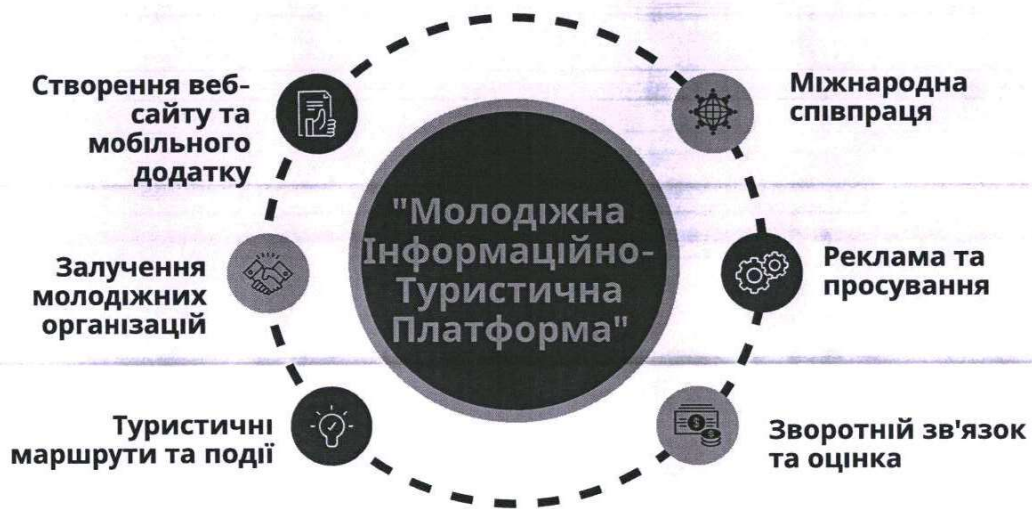 Створення веб-
сайту та
мобільного
додатку
Залучення
молодіжних
організацій
Туристичні
маршрути та події
"Молодіжна
Інформаційно-
Туристична
Платформа"
Міжнародна
співпраця
Реклама та
просування
Зворотній зв'язок
та оцінка